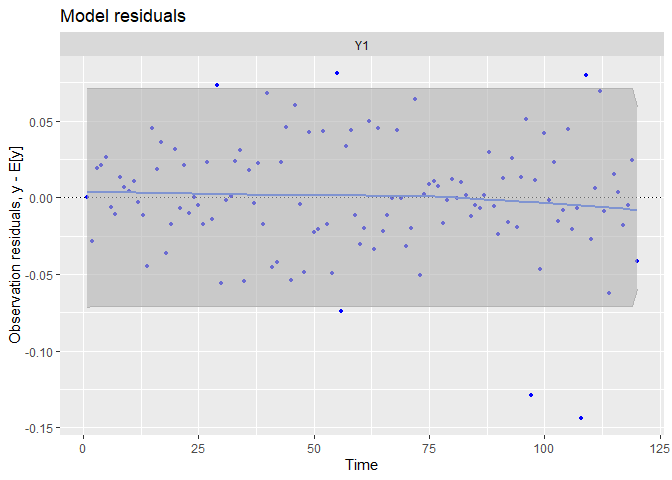 Model residuals
Y1
Observation residuals, y - E[y]
0.05
0.00
-0.05
-0.10
-0.15
0 25 50 75 100 125
Time